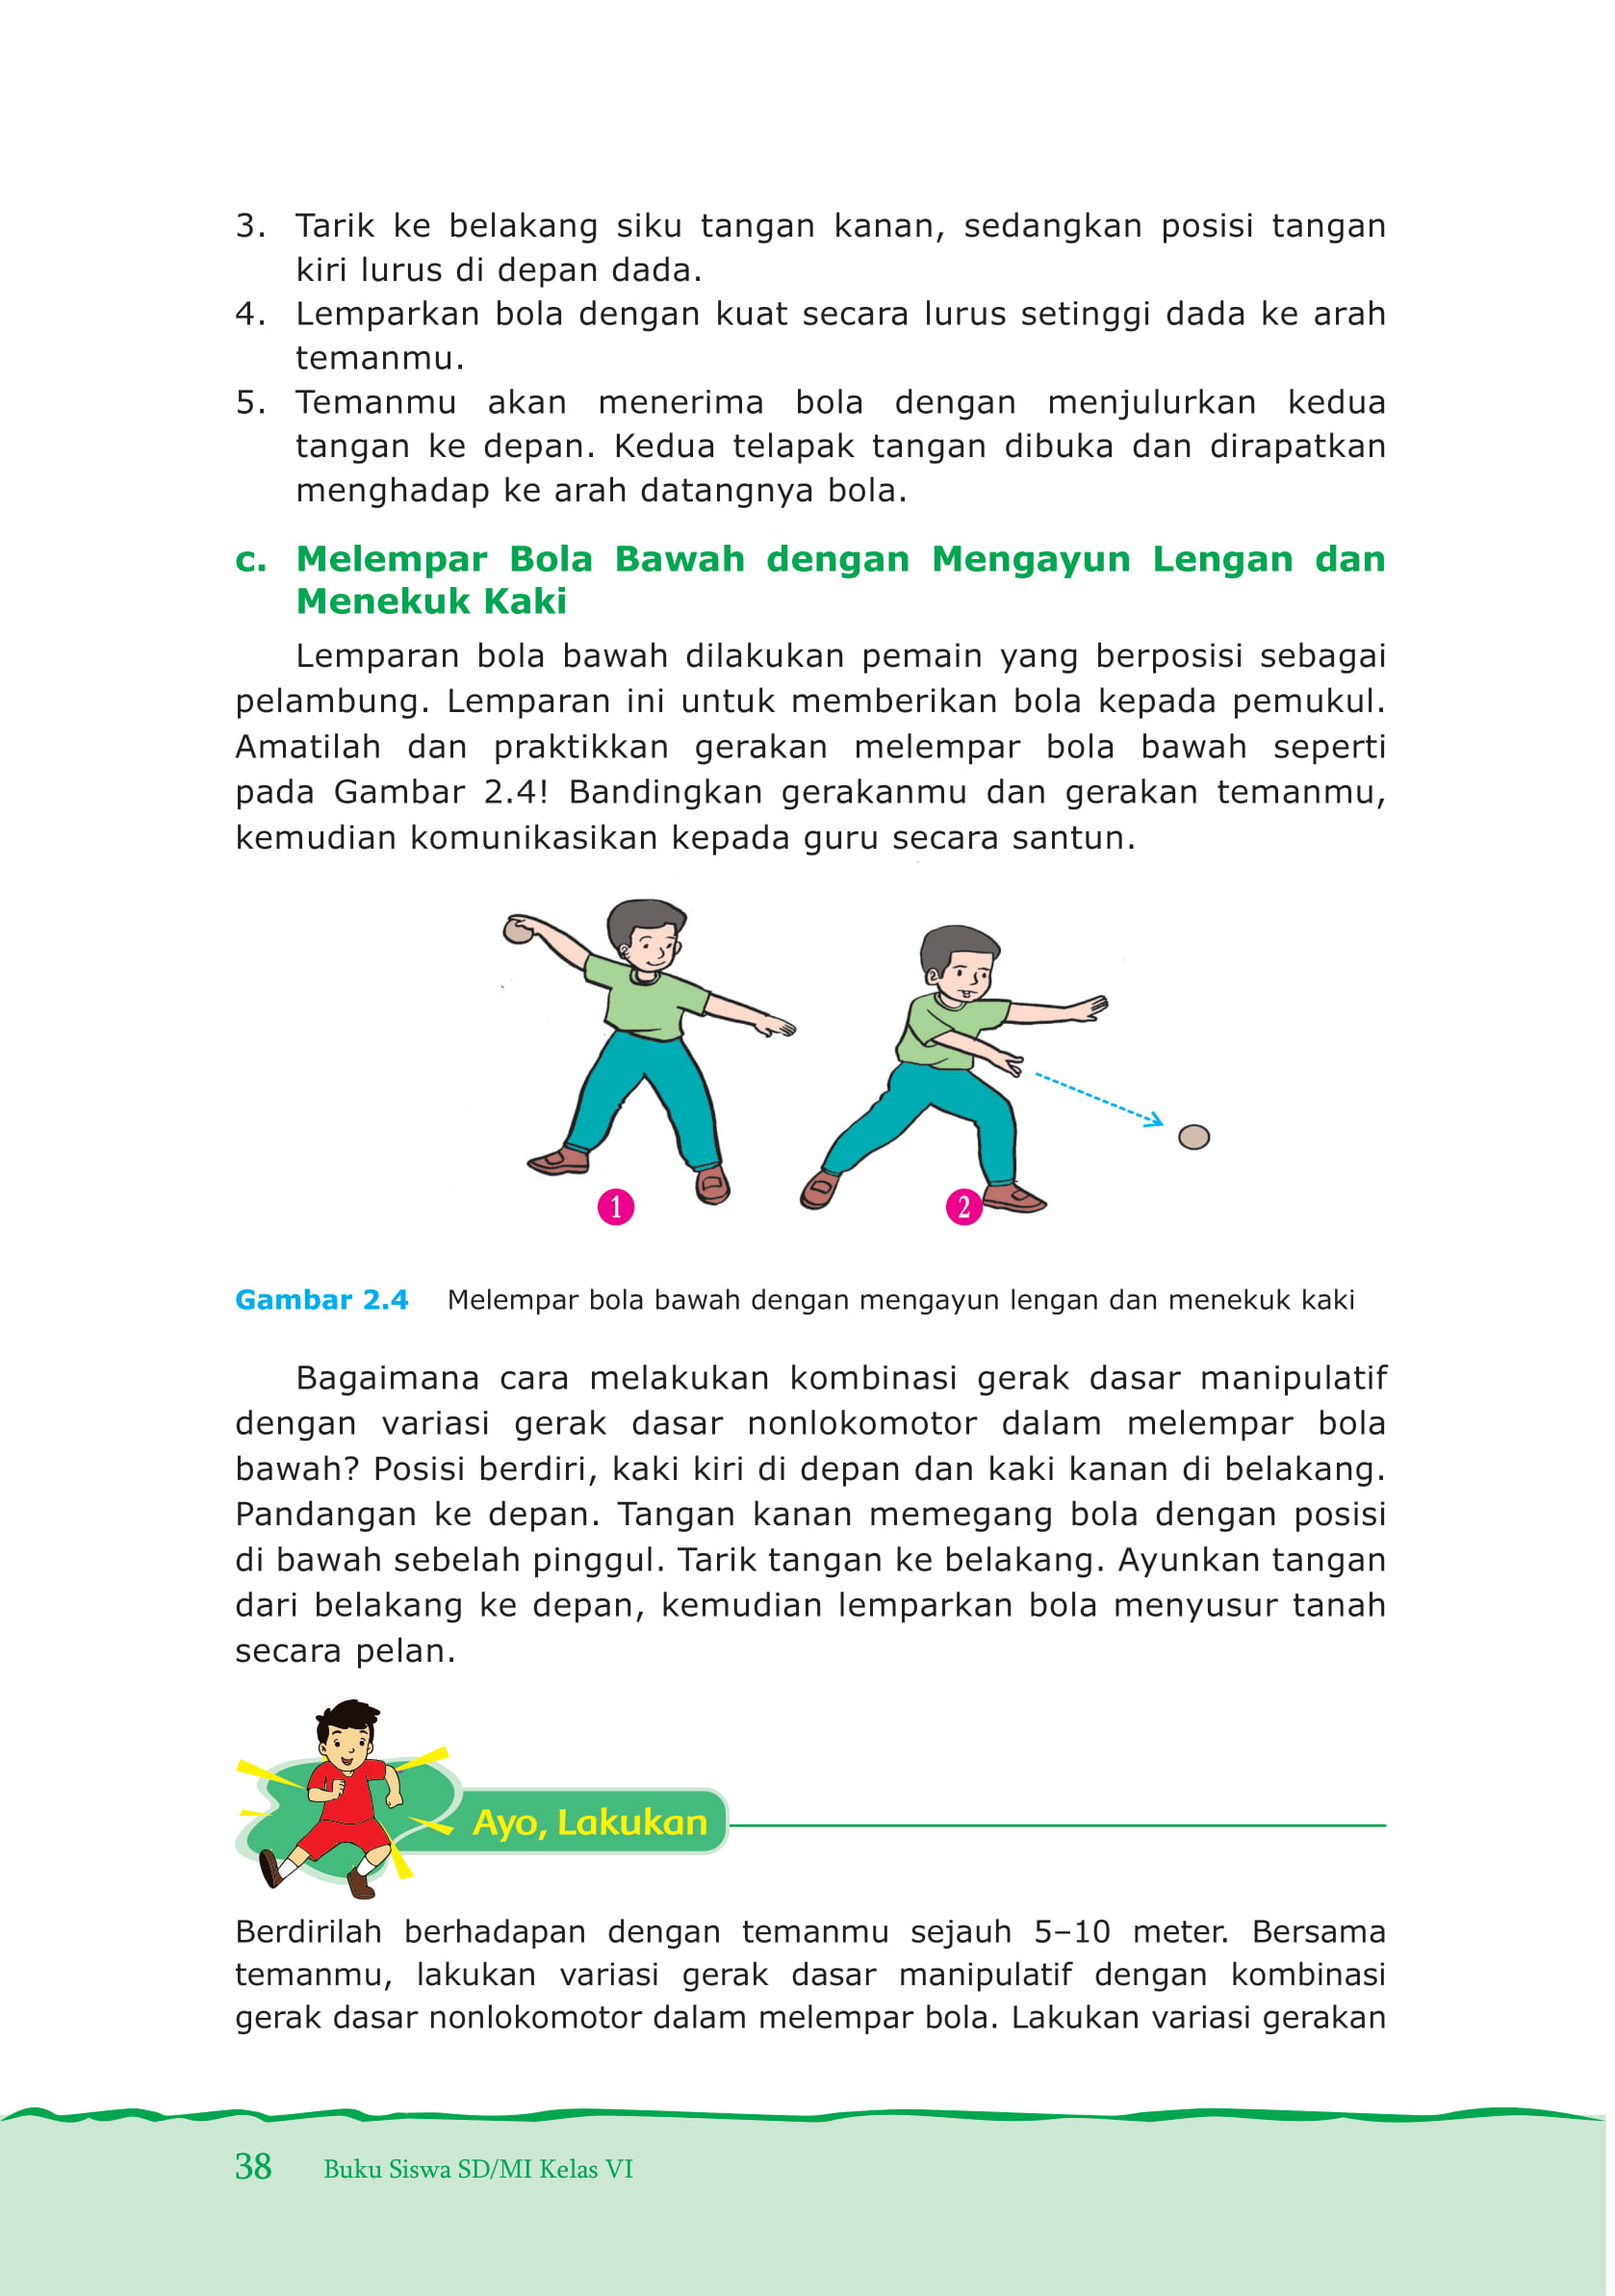 3. Tarik ke belakang siku tangan kanan, sedangkan posisi tangan
kiri lurus di depan dada.
4. Lemparkan bola dengan kuat secara lurus setinggi dada ke arah
temanmu.
5. Temanmu akan menerima bola dengan menjulurkan kedua
tangan ke depan. Kedua telapak tangan dibuka dan dirapatkan
menghadap ke arah datangnya bola.
c. Melempar Bola Bawah dengan Mengayun Lengan dan
Menekuk Kaki
Lemparan bola bawah dilakukan pemain yang berposisi sebagai
pelambung. Lemparan ini untuk memberikan bola kepada pemukul.
Amatilah dan praktikkan gerakan melempar bola bawah seperti
pada Gambar 2.4! Bandingkan gerakanmu dan gerakan temanmu,
kemudian komunikasikan kepada guru secara santun.
1
2
Gambar 2.4 Melempar bola bawah dengan mengayun lengan dan menekuk kaki
Bagaimana cara melakukan kombinasi gerak dasar manipulatif
dengan variasi gerak dasar nonlokomotor dalam melempar bola
bawah? Posisi berdiri, kaki kiri di depan dan kaki kanan di belakang.
Pandangan ke depan. Tangan kanan memegang bola dengan posisi
di bawah sebelah pinggul. Tarik tangan ke belakang. Ayunkan tangan
dari belakang ke depan, kemudian lemparkan bola menyusur tanah
secara pelan.
Ayo, Lakukan
Berdirilah berhadapan dengan temanmu sejauh 5–10 meter. Bersama
temanmu, lakukan variasi gerak dasar manipulatif dengan kombinasi
gerak dasar nonlokomotor dalam melempar bola. Lakukan variasi gerakan
38 Buku Siswa SD/MI Kelas VI